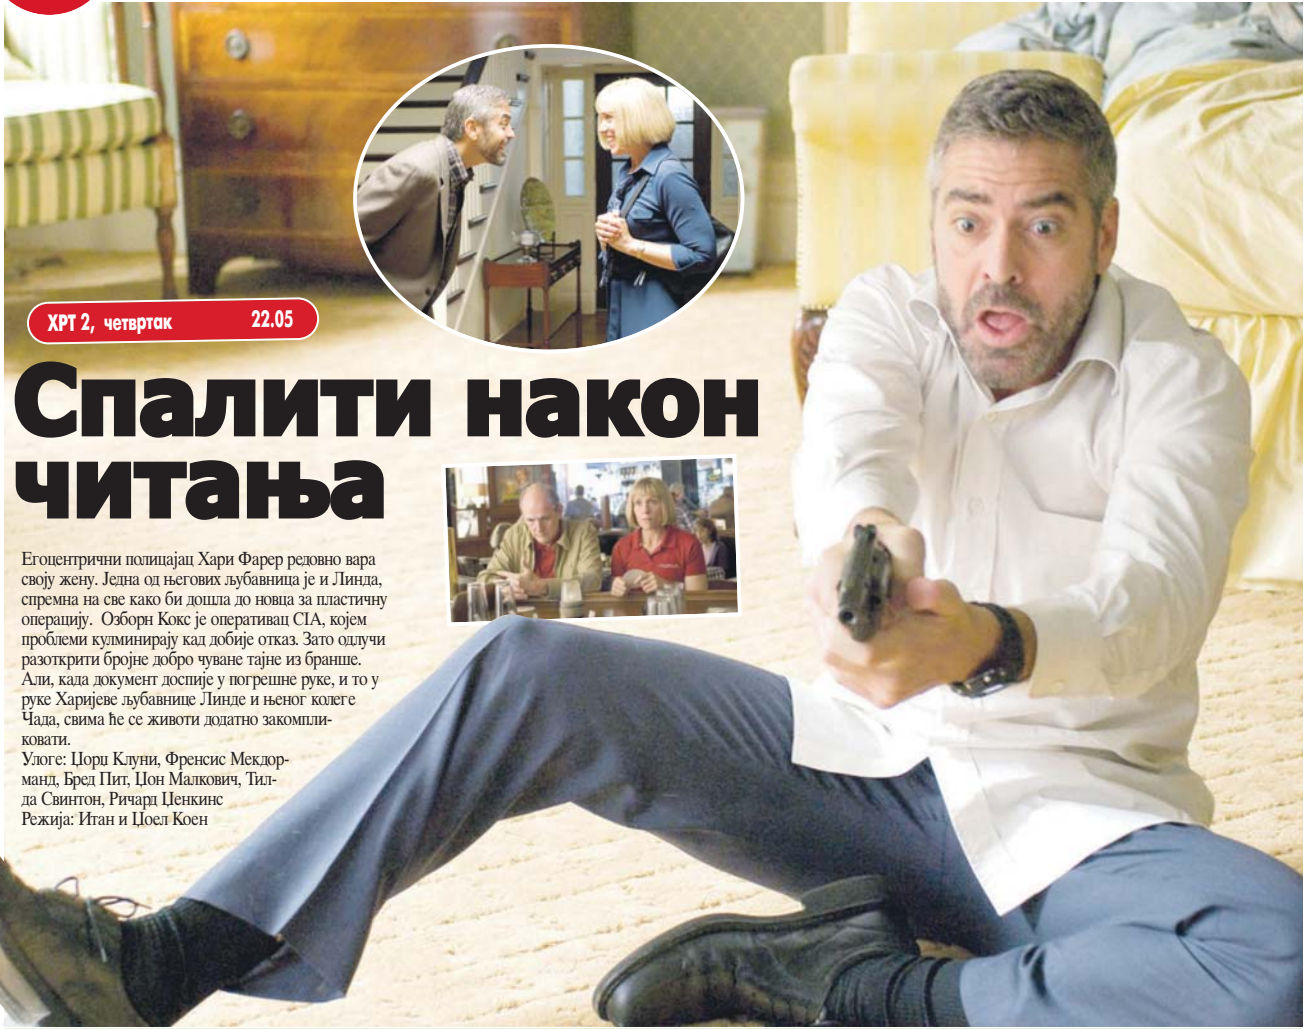 ХРТ 2, четвртак 22.05
Спалити након
читања
Егоцентрични полицајац Хари Фарер редовно вара
своју жену. Једна од његових љубавница је и Линда,
спремна на све како би дошла до новца за пластичну
операцију. Озборн Кокс је оперативац CIA, којем
проблеми кулминирају кад добије отказ. Зато одлучи
разоткрити бројне добро чуване тајне из бранше.
Али, када документ доспије у погрешне руке, и то у
руке Харијеве љубавнице Линде и њеног колеге
Чада, свима ће се животи додатно закомпли-
ковати.
Улоге: Џорџ Клуни, Френсис Мекдор-
манд, Бред Пит, Џон Малкович, Тил-
да Свинтон, Ричард Џенкинс
Режија: Итан и Џоел Коен